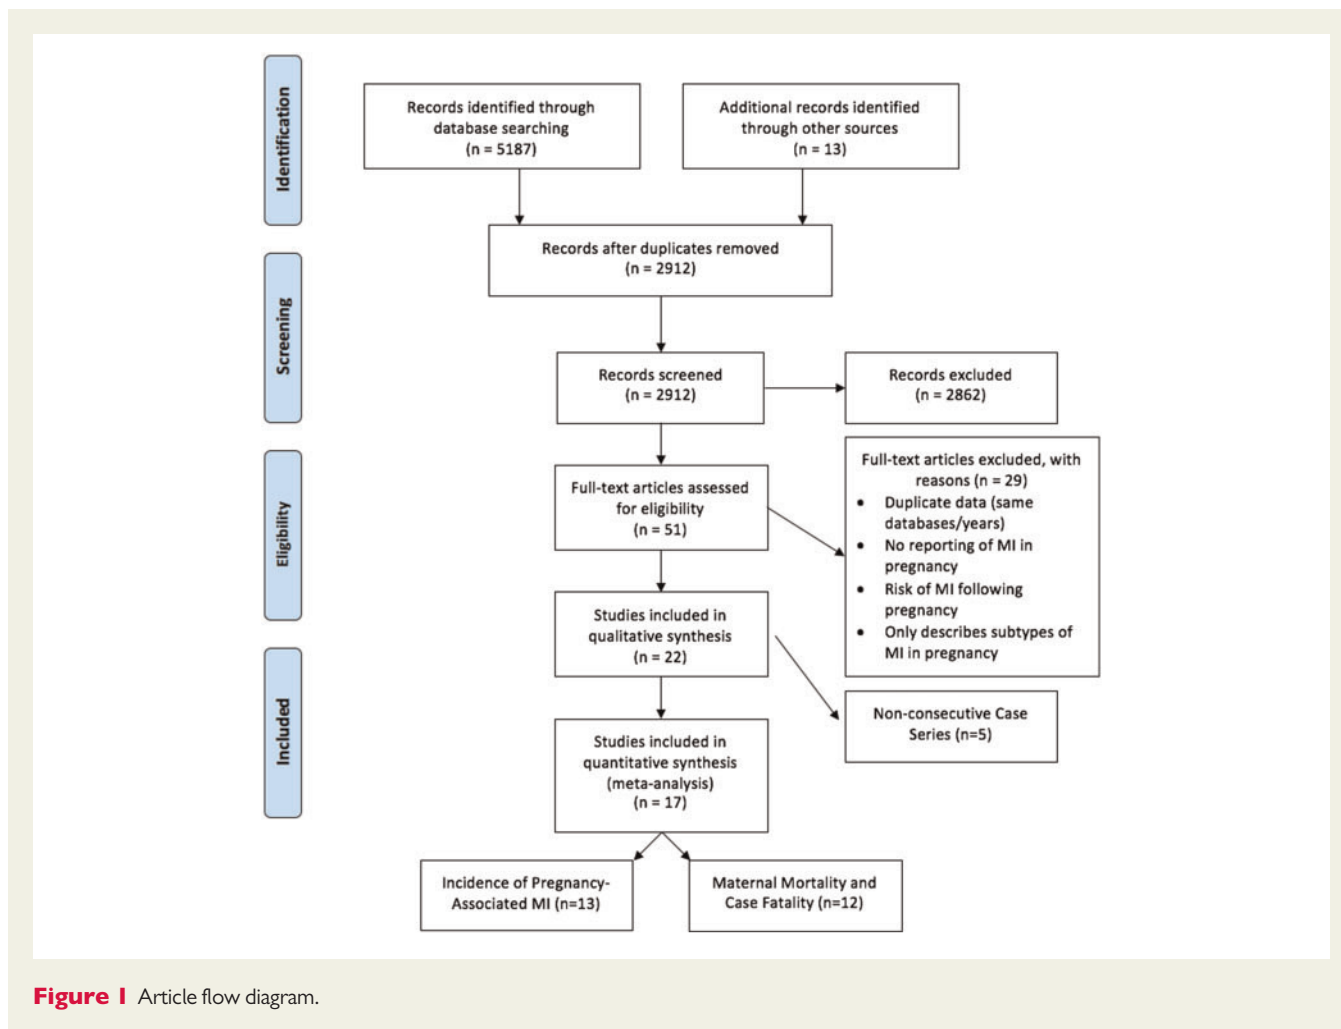 Identification
Records identified through
database searching
(n = 5187)
Additional records identified
through other sources
(n = 13)
Records after duplicates removed
(n = 2912)
Screening
Records screened
(n = 2912)
Records excluded
(n = 2862)
Eligibility
Full-text articles assessed
for eligibility
(n = 51)
Full-text articles excluded, with
reasons (n = 29)
• Duplicate data (same
databases/years)
• No reporting of MI in
pregnancy
• Risk of MI following
pregnancy
• Only describes subtypes of
MI in pregnancy
Studies included in
qualitative synthesis
(n = 22)
Non-consecutive Case
Series (n=5)
Included
Studies included in
quantitative synthesis
(meta-analysis)
(n = 17)
Incidence of Pregnancy-
Associated MI (n=13)
Maternal Mortality and
Case Fatality (n=12)
Figure 1 Article flow diagram.